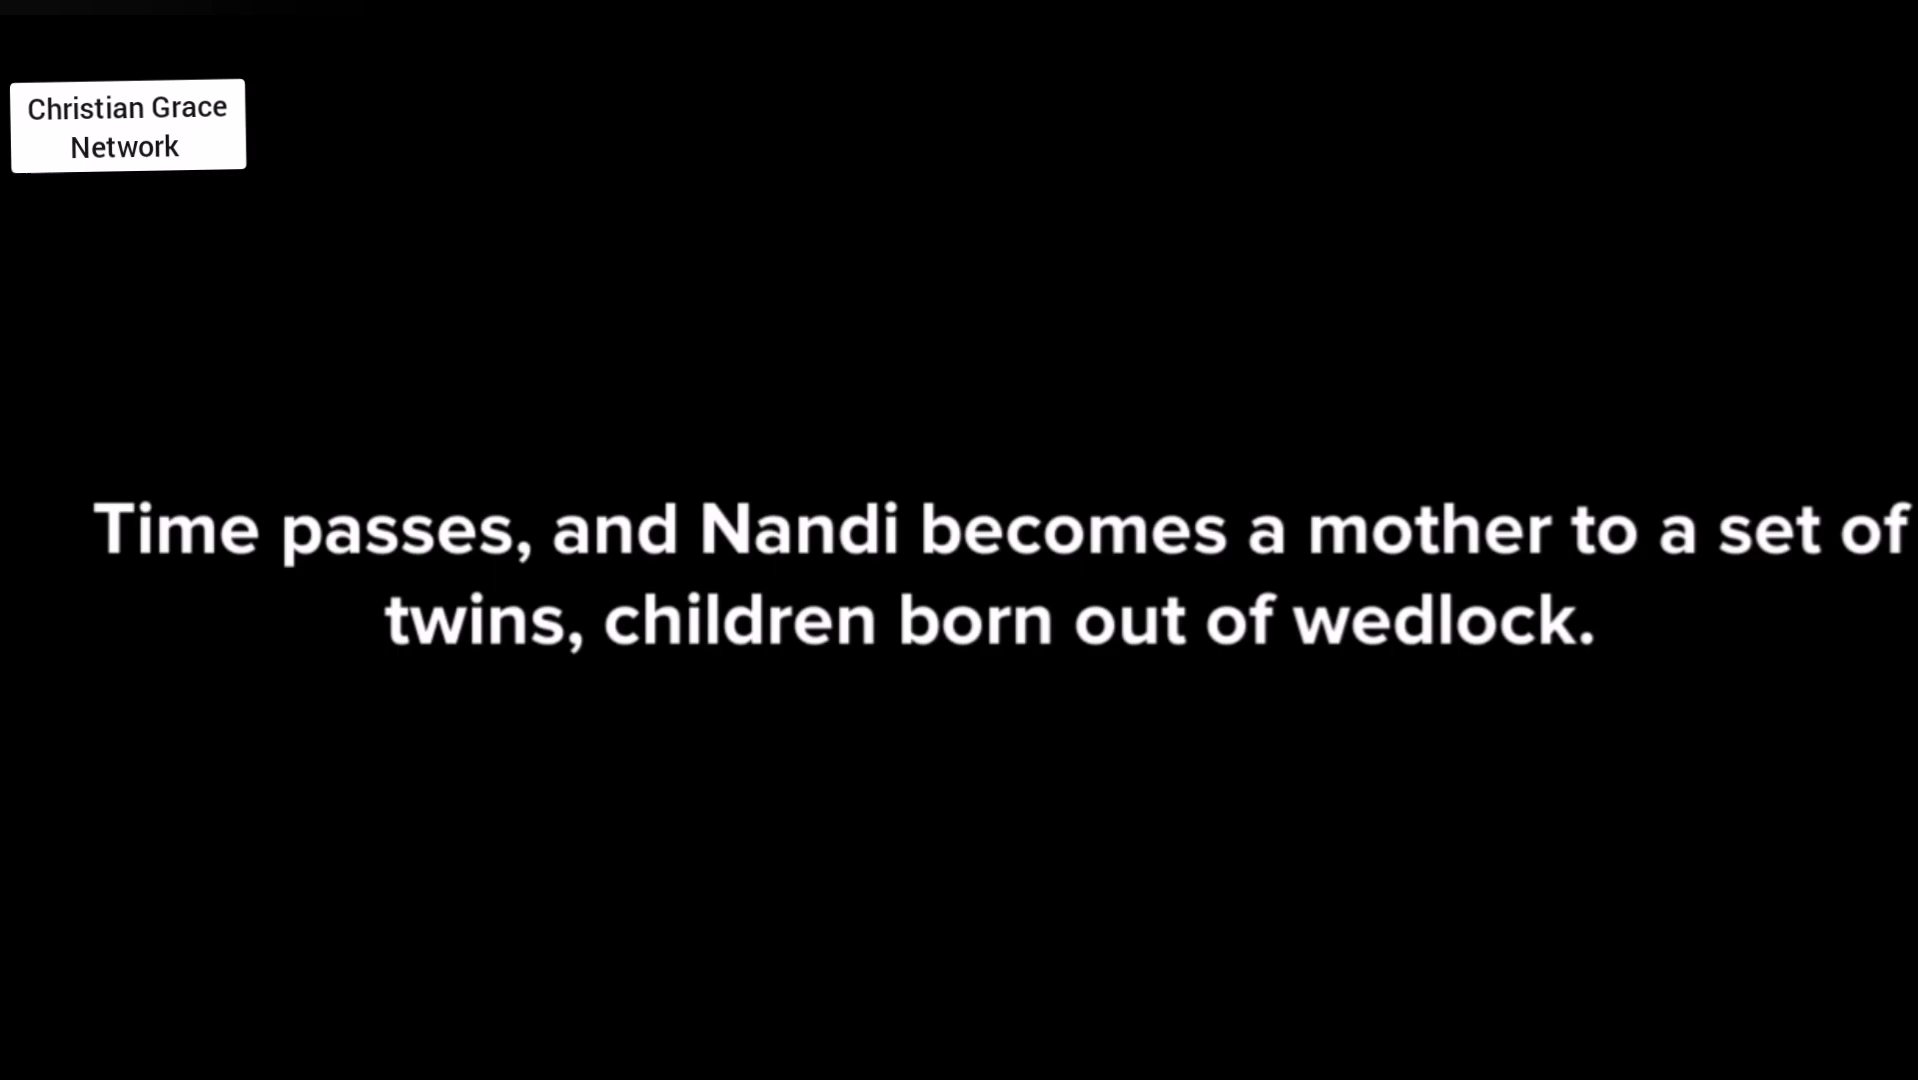 Christian Grace
Network
Time passes, and Nandi becomes a mother to a set of
twins, children born out of wedlock.